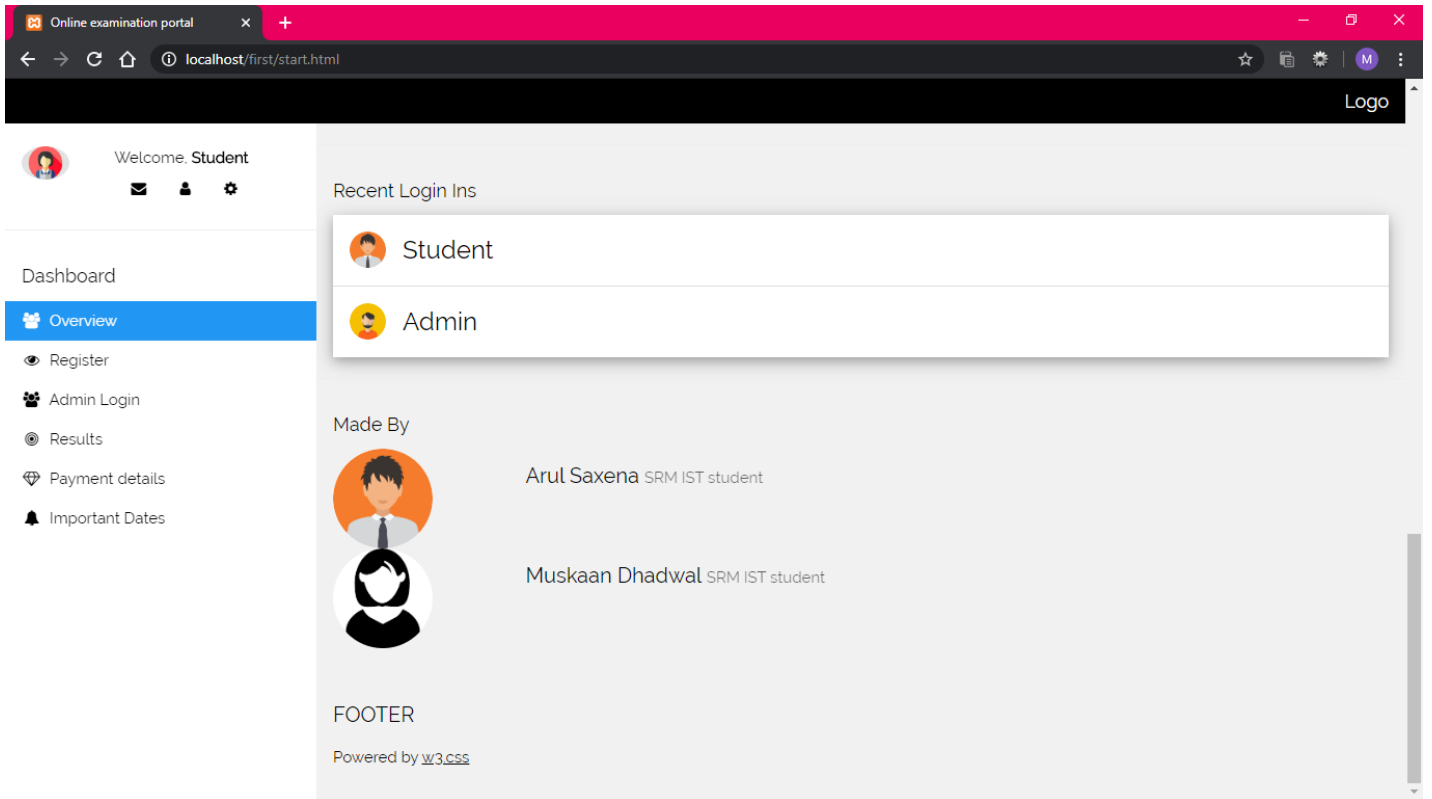 Online examination portal
localhost/first/start.html
M
Logo
Welcome, Student
Dashboard
Overview
Register
Admin Login
Results
Payment details
Important Dates
Recent Login Ins
Student
Admin
Made By
Arul Saxena SRM IST student
Muskaan Dhadwal SRM IST student
FOOTER
Powered by w3.css